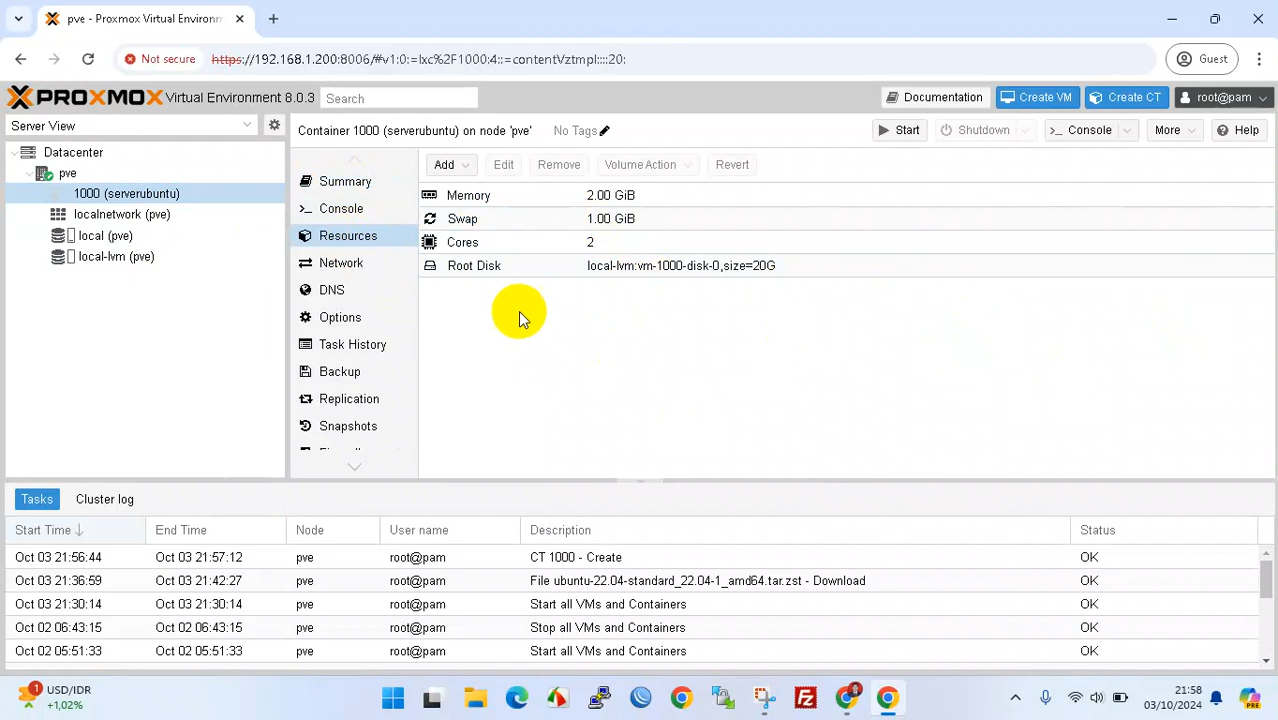 pve - Proxmox Virtual Environn
Not secure
https://192.168.1.200:8006/#v1:0:=lxc%2F1000:4::=contentVztmpl::::20:
Guest
PROXMOX Virtual Environment 8.0.3
Search
Documentation
Create VM
Create CT
root@pam
Server View
Container 1000 (serverubuntu) on node 'pve'
No Tags
Start
Shutdown
Console
More
Help
Datacenter
pve
1000 (serverubuntu)
localnetwork (pve)
local (pve)
local-lvm (pve)
Summary
Console
Resources
Network
DNS
Options
Task History
Backup
Replication
Snapshots
Add
Edit
Remove
Volume Action
Revert
Memory 2.00 GiB
Swap 1.00 GiB
Cores 2
Root Disk local-lvm:vm-1000-disk-0,size=20G
Tasks
Cluster log
Start Time End Time Node User name Description Status
Oct 03 21:56:44 Oct 03 21:57:12 pve root@pam CT 1000 - Create OK
Oct 03 21:36:59 Oct 03 21:42:27 pve root@pam File ubuntu-22.04-standard_22.04-1_amd64.tar.zst - Download OK
Oct 03 21:30:14 Oct 03 21:30:14 pve root@pam Start all VMs and Containers OK
Oct 02 06:43:15 Oct 02 06:43:15 pve root@pam Stop all VMs and Containers OK
Oct 02 05:51:33 Oct 02 05:51:33 pve root@pam Start all VMs and Containers OK
1
USD/IDR
+1,02%
Fz
21:58
03/10/2024
PRE